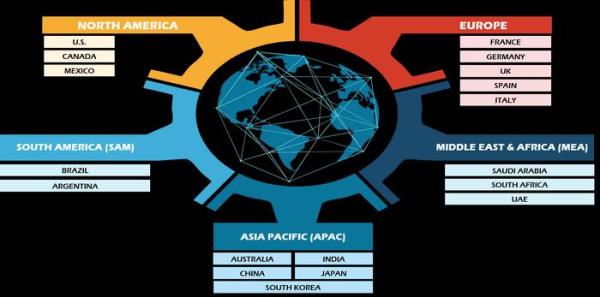 NORTH AMERICA
U.S.
CANADA
MEXICO
EUROPE
FRANCE
GERMANY
UK
SPAIN
ITALY
SOUTH AMERICA (SAM)
BRAZIL
ARGENTINA
MIDDLE EAST & AFRICA (MEA)
SAUDI ARABIA
SOUTH AFRICA
UAE
ASIA PACIFIC (APAC)
AUSTRALIA
INDIA
CHINA
JAPAN
SOUTH KOREA